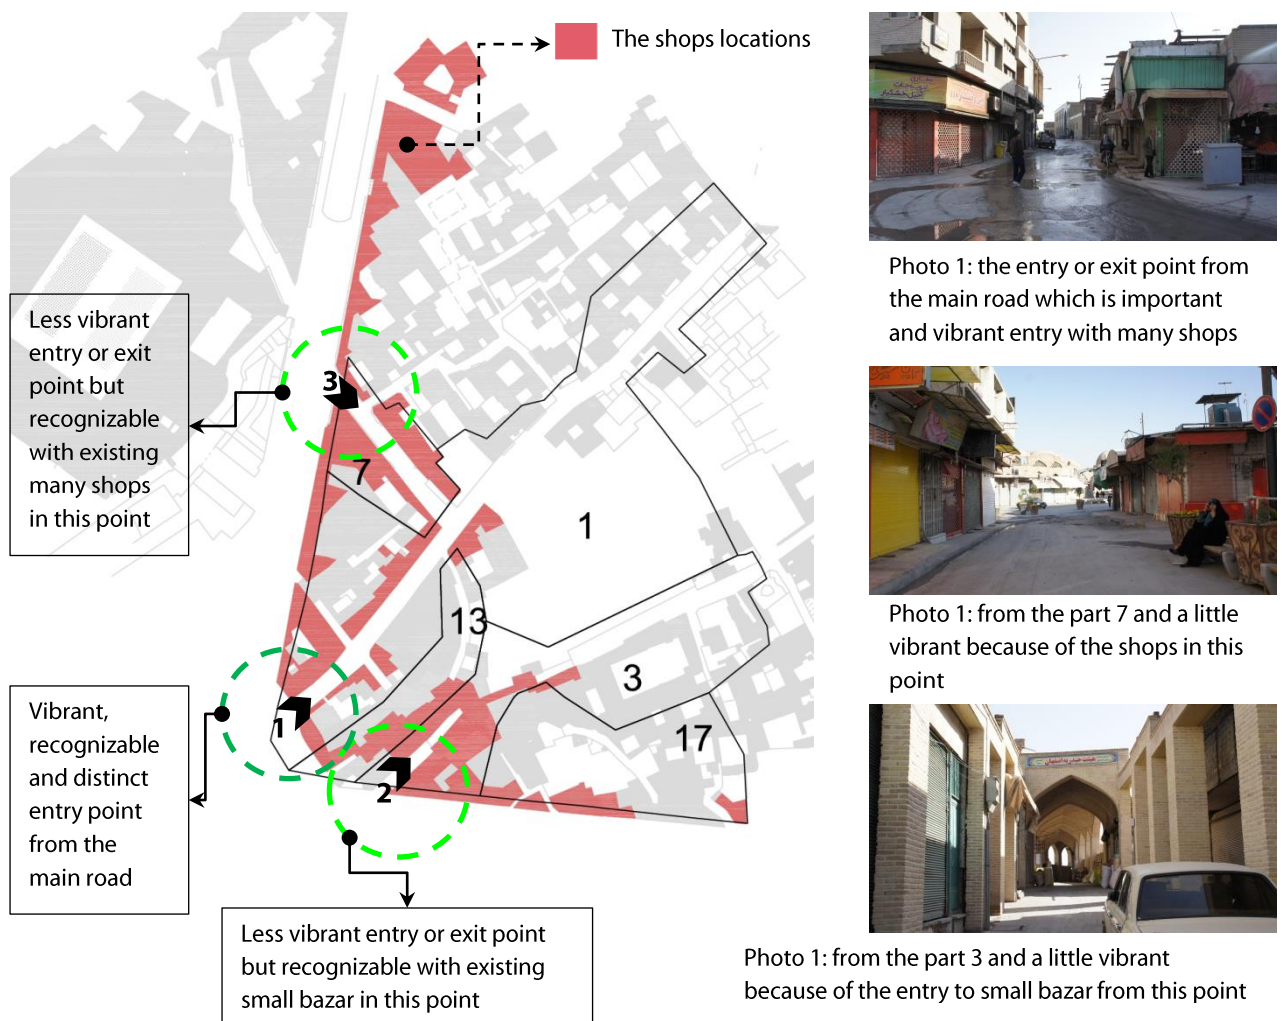 The shops locations
Less vibrant
entry or exit
point but
recognizable
with existing
many shops
in this point
3
7
1
13
3
17
1
2
Vibrant,
recognizable
and distinct
entry point
from the
main road
Less vibrant entry or exit point
but recognizable with existing
small bazar in this point
Photo 1: the entry or exit point from
the main road which is important
and vibrant entry with many shops
Photo 1: from the part 7 and a little
vibrant because of the shops in this
point
Photo 1: from the part 3 and a little vibrant
because of the entry to small bazar from this point